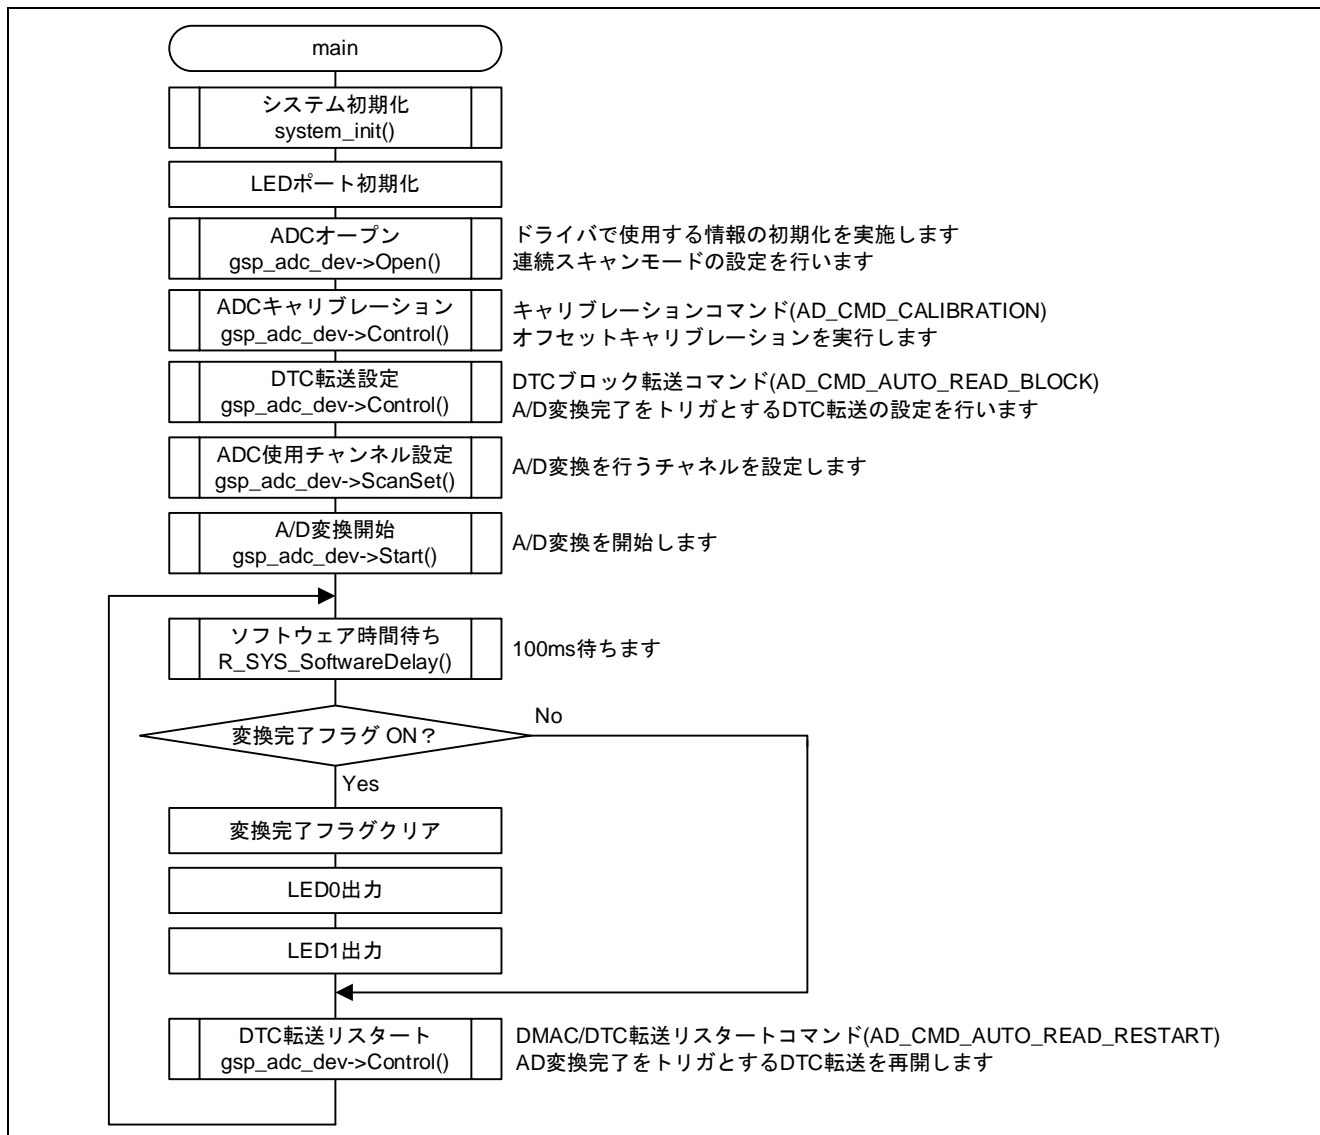 main
システム初期化
system_init()
LEDポート初期化
ADCオープン
gsp_adc_dev->Open()
ドライバで使用する情報の初期化を実施します
連続スキャンモードの設定を行います
ADCキャリブレーション
gsp_adc_dev->Control()
キャリブレーションコマンド(AD_CMD_CALIBRATION)
オフセットキャリブレーションを実行します
DTC転送設定
gsp_adc_dev->Control()
DTCブロック転送コマンド(AD_CMD_AUTO_READ_BLOCK)
A/D変換完了をトリガとするDTC転送の設定を行います
ADC使用チャンネル設定
gsp_adc_dev->ScanSet()
A/D変換を行うチャネルを設定します
A/D変換開始
gsp_adc_dev->Start()
A/D変換を開始します
ソフトウェア時間待ち
R_SYS_SoftwareDelay()
100ms待ちます
変換完了フラグ ON？
No
Yes
変換完了フラグクリア
LED0出力
LED1出力
DTC転送リスタート
gsp_adc_dev->Control()
DMAC/DTC転送リスタートコマンド(AD_CMD_AUTO_READ_RESTART)
AD変換完了をトリガとするDTC転送を再開します